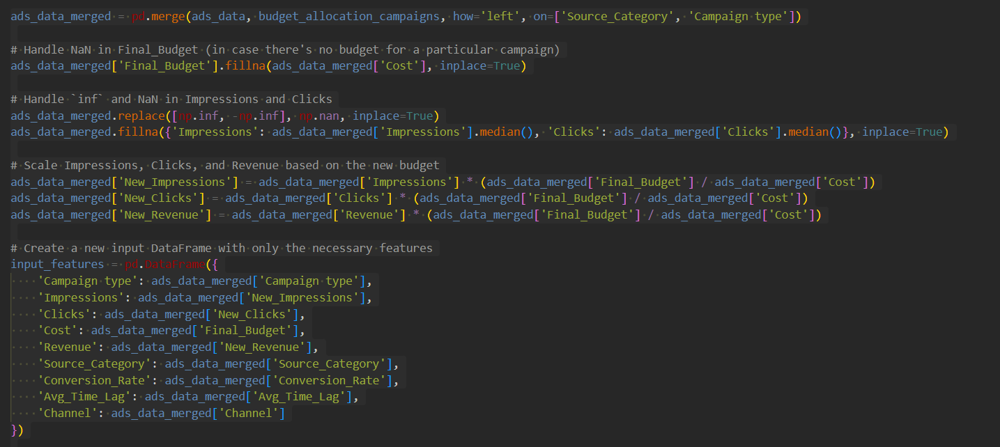 ads_data_merged = pd.merge(ads_data, budget_allocation_campaigns, how='left', on=['Source_Category', 'Campaign type'])
# Handle NaN in Final_Budget (in case there's no budget for a particular campaign)
ads_data_merged['Final_Budget'].fillna(ads_data_merged['Cost'], inplace=True)
# Handle `inf` and NaN in Impressions and Clicks
ads_data_merged.replace([np.inf, -np.inf], np.nan, inplace=True)
ads_data_merged.fillna({'Impressions': ads_data_merged['Impressions'].median(), 'Clicks': ads_data_merged['Clicks'].median()}, inplace=True)
# Scale Impressions, Clicks, and Revenue based on the new budget
ads_data_merged['New_Impressions'] = ads_data_merged['Impressions'] * (ads_data_merged['Final_Budget'] / ads_data_merged['Cost'])
ads_data_merged['New_Clicks'] = ads_data_merged['Clicks'] * (ads_data_merged['Final_Budget'] / ads_data_merged['Cost'])
ads_data_merged['New_Revenue'] = ads_data_merged['Revenue'] * (ads_data_merged['Final_Budget'] / ads_data_merged['Cost'])
# Create a new input DataFrame with only the necessary features
input_features = pd.DataFrame({
    'Campaign type': ads_data_merged['Campaign type'],
    'Impressions': ads_data_merged['New_Impressions'],
    'Clicks': ads_data_merged['New_Clicks'],
    'Cost': ads_data_merged['Final_Budget'],
    'Revenue': ads_data_merged['New_Revenue'],
    'Source_Category': ads_data_merged['Source_Category'],
    'Conversion_Rate': ads_data_merged['Conversion_Rate'],
    'Avg_Time_Lag': ads_data_merged['Avg_Time_Lag'],
    'Channel': ads_data_merged['Channel']
})